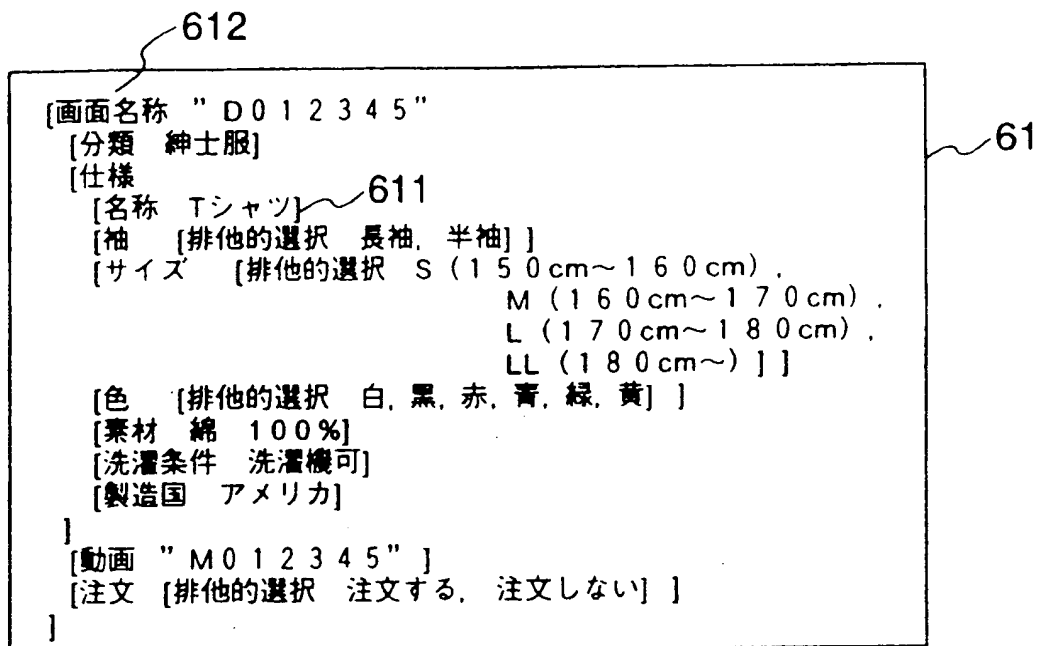 612
[画面名称 ”D012345”
[分類 紳士服]
61
[仕様
[名称 Tシャツ]
611
[袖 [排他的選択 長袖, 半袖] ]
[サイズ [排他的選択 S (150cm～160cm) ,
M (160cm～170cm) ,
L (170cm～180cm) ,
LL (180cm～) ] ]
[色 [排他的選択 白, 黒, 赤, 青, 緑, 黄] ]
[素材 綿 100%]
[洗濯条件 洗濯機可]
[製造国 アメリカ]
]
[動画 ”M012345” ]
[注文 [排他的選択 注文する, 注文しない] ]
]